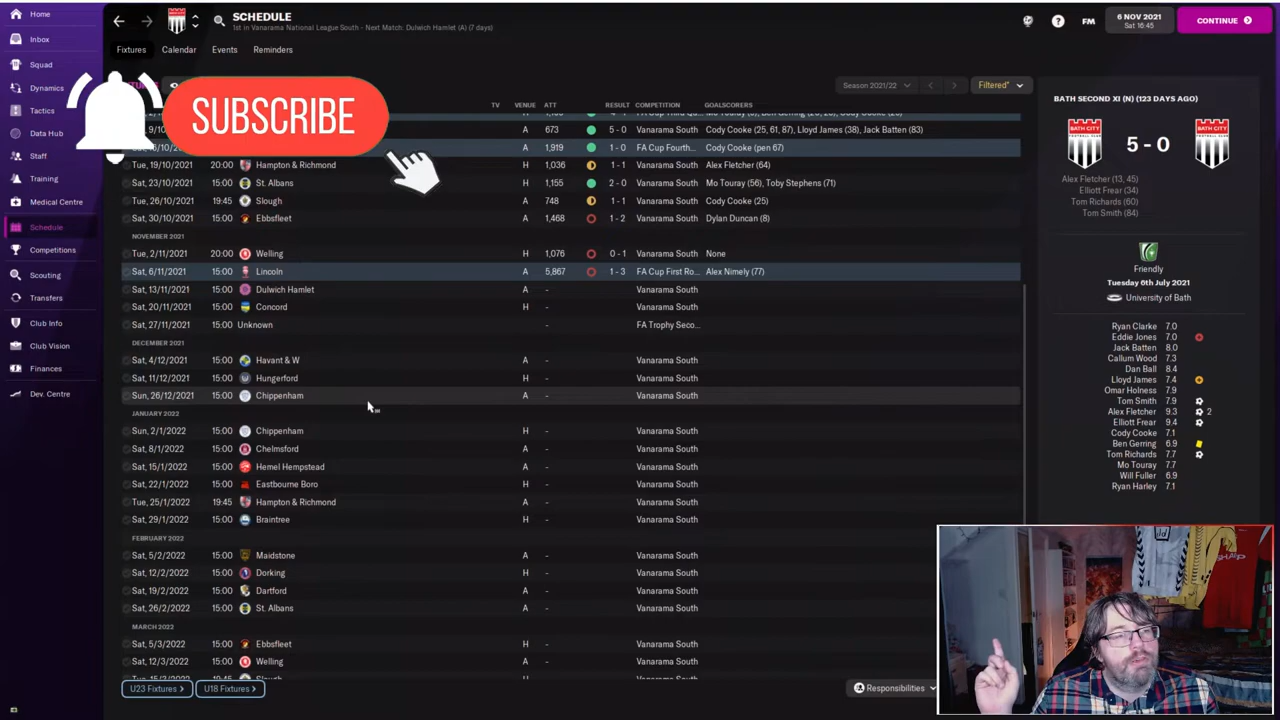 Home
Inbox
Squad
Dynamics
Tactics
Data Hub
Staff
Training
Medical Centre
Schedule
Competitions
Scouting
Transfers
Club Info
Club Vision
Finances
Dev. Centre
SCHEDULE
1st in Vanarama National League South - Next Match: Dulwich Hamlet (A) (7 days)
FM
6 NOV 2021
Sat 16:45
CONTINUE
Fixtures Calendar Events Reminders
SUBSCRIBE
Season 2021/22
Filtered*
TV VENUE ATT RESULT COMPETITION GOALSCORERS
A 673 5 - 0 Vanarama South Cody Cooke (25, 61, 87), Lloyd James (38), Jack Batten (83)
A 1,919 1 - 0 FA Cup Fourth... Cody Cooke (pen 67)
Tue, 19/10/2021 20:00 Hampton & Richmond H 1,036 1 - 1 Vanarama South Alex Fletcher (64)
Sat, 23/10/2021 15:00 St. Albans H 1,155 2 - 0 Vanarama South Mo Touray (56), Toby Stephens (71)
Tue, 26/10/2021 19:45 Slough A 748 1 - 1 Vanarama South Cody Cooke (25)
Sat, 30/10/2021 15:00 Ebbsfleet A 1,468 1 - 2 Vanarama South Dylan Duncan (8)
NOVEMBER 2021
Tue, 2/11/2021 20:00 Welling H 1,076 0 - 1 Vanarama South None
Sat, 6/11/2021 15:00 Lincoln A 5,867 1 - 3 FA Cup First Ro... Alex Nimely (77)
Sat, 13/11/2021 15:00 Dulwich Hamlet A - Vanarama South
Sat, 20/11/2021 15:00 Concord H - Vanarama South
Sat, 27/11/2021 15:00 Unknown - FA Trophy Seco...
DECEMBER 2021
Sat, 4/12/2021 15:00 Havant & W A - Vanarama South
Sat, 11/12/2021 15:00 Hungerford H - Vanarama South
Sun, 26/12/2021 15:00 Chippenham A - Vanarama South
JANUARY 2022
Sun, 2/1/2022 15:00 Chippenham H - Vanarama South
Sat, 8/1/2022 15:00 Chelmsford A - Vanarama South
Sat, 15/1/2022 15:00 Hemel Hempstead A - Vanarama South
Sat, 22/1/2022 15:00 Eastbourne Boro H - Vanarama South
Tue, 25/1/2022 19:45 Hampton & Richmond A - Vanarama South
Sat, 29/1/2022 15:00 Braintree H - Vanarama South
FEBRUARY 2022
Sat, 5/2/2022 15:00 Maidstone A - Vanarama South
Sat, 12/2/2022 15:00 Dorking H - Vanarama South
Sat, 19/2/2022 15:00 Dartford A - Vanarama South
Sat, 26/2/2022 15:00 St. Albans A - Vanarama South
MARCH 2022
Sat, 5/3/2022 15:00 Ebbsfleet H - Vanarama South
Sat, 12/3/2022 15:00 Welling A - Vanarama South
U23 Fixtures >
U18 Fixtures >
Responsibilities
BATH SECOND XI (N) (123 DAYS AGO)
BATH CITY 5 - 0 BATH CITY
Alex Fletcher (13, 45)
Elliott Frear (34)
Tom Richards (60)
Tom Smith (84)
Friendly
Tuesday 6th July 2021
University of Bath
Ryan Clarke 7.0
Eddie Jones 7.0
Jack Batten 8.0
Callum Wood 7.3
Dan Ball 8.4
Lloyd James 7.4
Omar Holness 7.9
Tom Smith 7.9
Alex Fletcher 9.3 2
Elliott Frear 9.4
Cody Cooke 7.1
Ben Gerring 6.9
Tom Richards 7.7
Mo Touray 7.7
Will Fuller 6.9
Ryan Harley 7.1
SHARP